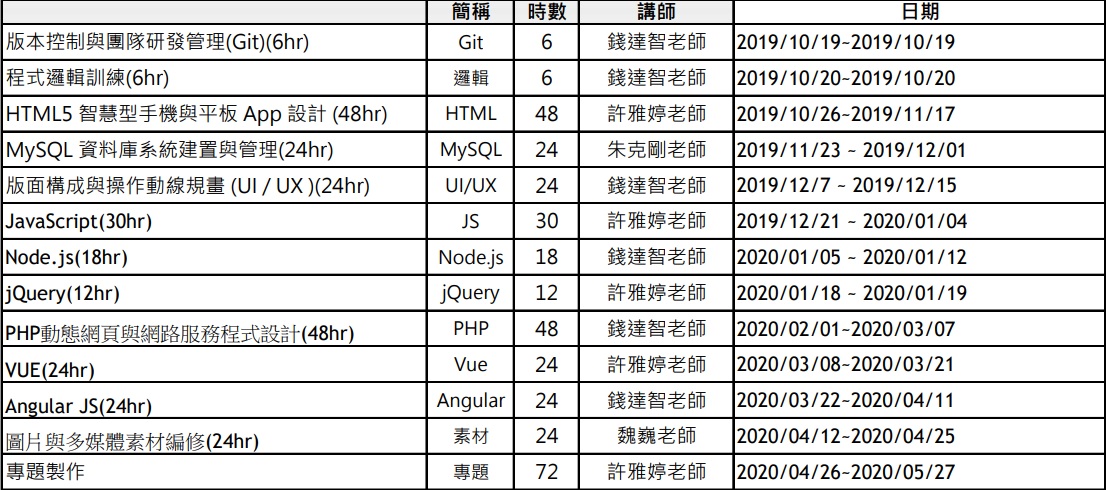 簡稱 時數 講師 日期
版本控制與團隊研發管理(Git)(6hr) Git 6 錢達智老師 2019/10/19~2019/10/19
程式邏輯訓練(6hr) 邏輯 6 錢達智老師 2019/10/20~2019/10/20
HTML5 智慧型手機與平板 App 設計 (48hr) HTML 48 許雅婷老師 2019/10/26~2019/11/17
MySQL 資料庫系統建置與管理(24hr) MySQL 24 朱克剛老師 2019/11/23 ~ 2019/12/01
版面構成與操作動線規畫 (UI / UX )(24hr) UI/UX 24 錢達智老師 2019/12/7 ~ 2019/12/15
JavaScript(30hr) JS 30 許雅婷老師 2019/12/21 ~ 2020/01/04
Node.js(18hr) Node.js 18 錢達智老師 2020/01/05 ~ 2020/01/12
jQuery(12hr) jQuery 12 許雅婷老師 2020/01/18 ~ 2020/01/19
PHP動態網頁與網路服務程式設計(48hr) PHP 48 錢達智老師 2020/02/01~2020/03/07
VUE(24hr) Vue 24 許雅婷老師 2020/03/08~2020/03/21
Angular JS(24hr) Angular 24 錢達智老師 2020/03/22~2020/04/11
圖片與多媒體素材編修(24hr) 素材 24 魏巍老師 2020/04/12~2020/04/25
專題製作 專題 72 許雅婷老師 2020/04/26~2020/05/27